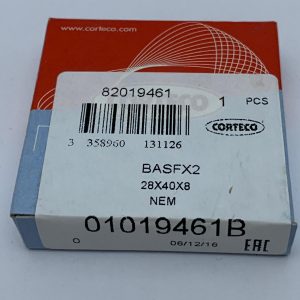 www.corteco.com
82019461
1 PCS
CORTECO
3 358960 131126
BASFX2
28X40X8
NEM
01019461B
0 06/12/16 EAC